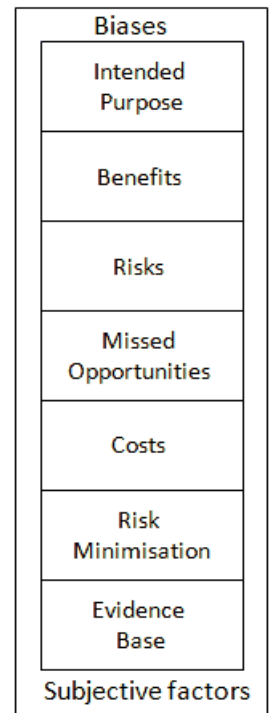 Biases
Intended
Purpose
Benefits
Risks
Missed
Opportunities
Costs
Risk
Minimisation
Evidence
Base
Subjective factors